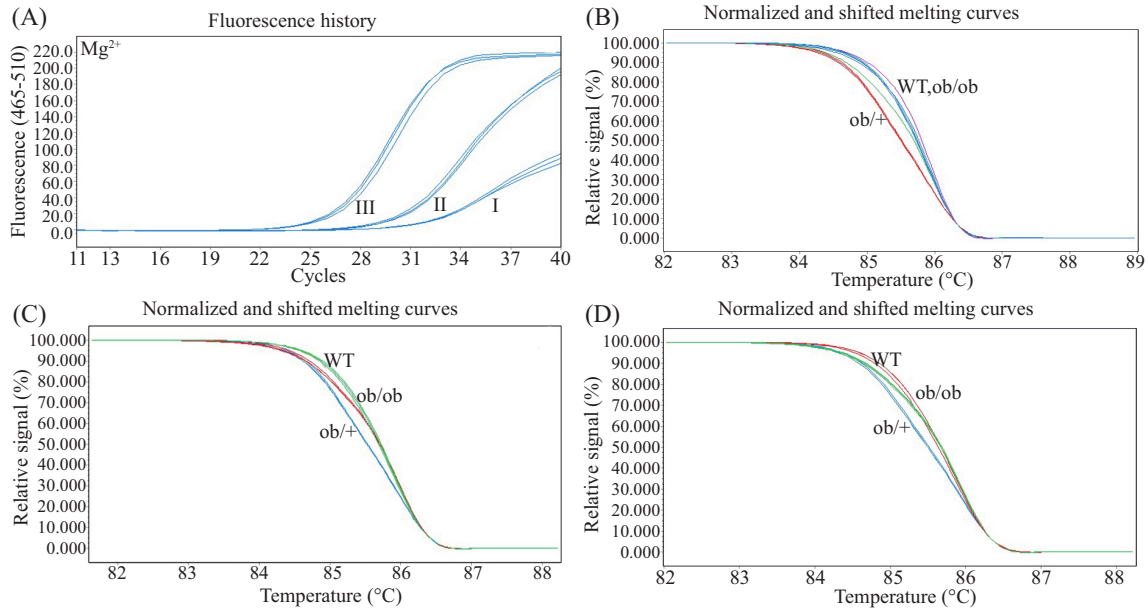 (A)
Fluorescence history
Mg²⁺
220.0
200.0
180.0
160.0
140.0
120.0
100.0
80.0
60.0
40.0
20.0
0.0
Fluorescence (465-510)
III
II
I
11 13 16 19 22 25 28 31 34 37 40
Cycles
(B)
Normalized and shifted melting curves
100.000
90.000
80.000
70.000
60.000
50.000
40.000
30.000
20.000
10.000
0.000
Relative signal (%)
WT,ob/ob
ob/+
82 83 84 85 86 87 88 89
Temperature (°C)
(C)
Normalized and shifted melting curves
100.000
90.000
80.000
70.000
60.000
50.000
40.000
30.000
20.000
10.000
0.000
Relative signal (%)
WT
ob/ob
ob/+
82 83 84 85 86 87 88
Temperature (°C)
(D)
Normalized and shifted melting curves
100.000
90.000
80.000
70.000
60.000
50.000
40.000
30.000
20.000
10.000
0.000
Relative signal (%)
WT
ob/ob
ob/+
82 83 84 85 86 87 88
Temperature (°C)